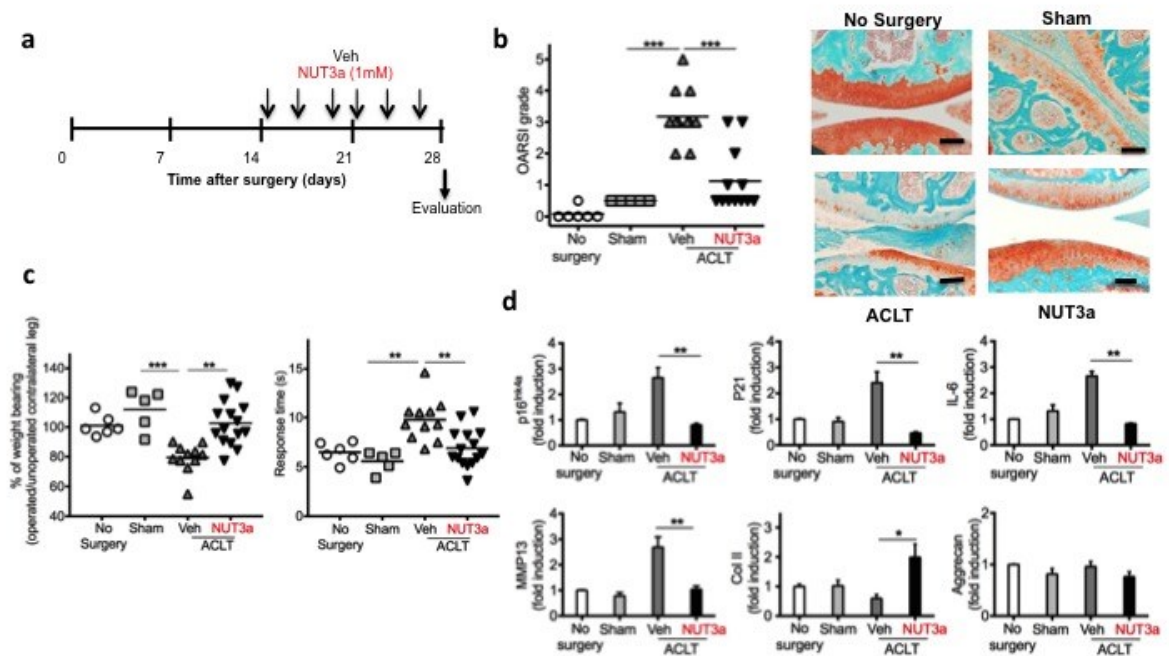 a
Veh
NUT3a (1mM)
0 7 14 21 28
Time after surgery (days)
Evaluation
b
OARSI grade
5
4
3
2
1
0
***
***
No surgery
Sham
Veh
NUT3a
ACLT
No Surgery
Sham
ACLT
NUT3a
c
% of weight bearing
(operated/unoperated contralateral leg)
140
120
100
80
60
40
***
**
No Surgery
Sham
Veh
NUT3a
ACLT
Response time (s)
15
10
5
0
**
**
No Surgery
Sham
Veh
NUT3a
ACLT
d
p16Ink4a
(fold induction)
4
3
2
1
0
**
No surgery
Sham
Veh
NUT3a
ACLT
P21
(fold induction)
4
3
2
1
0
**
No surgery
Sham
Veh
NUT3a
ACLT
IL-6
(fold induction)
4
3
2
1
0
**
No surgery
Sham
Veh
NUT3a
ACLT
MMP13
(fold induction)
4
3
2
1
0
**
No surgery
Sham
Veh
NUT3a
ACLT
Col II
(fold induction)
3
2
1
0
*
No surgery
Sham
Veh
NUT3a
ACLT
Aggrecan
(fold induction)
2
1
0
No surgery
Sham
Veh
NUT3a
ACLT